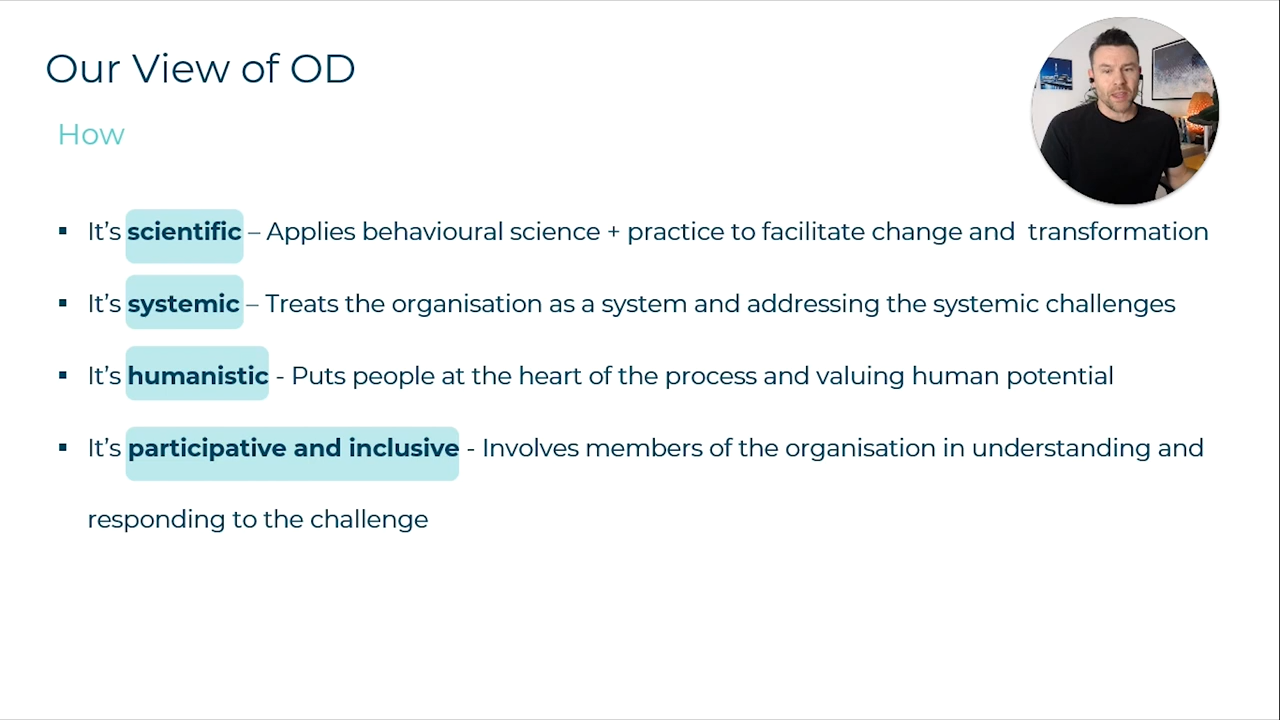 Our View of OD
How
▪ It’s scientific – Applies behavioural science + practice to facilitate change and  transformation
▪ It’s systemic – Treats the organisation as a system and addressing the systemic challenges
▪ It’s humanistic - Puts people at the heart of the process and valuing human potential
▪ It’s participative and inclusive - Involves members of the organisation in understanding and
responding to the challenge